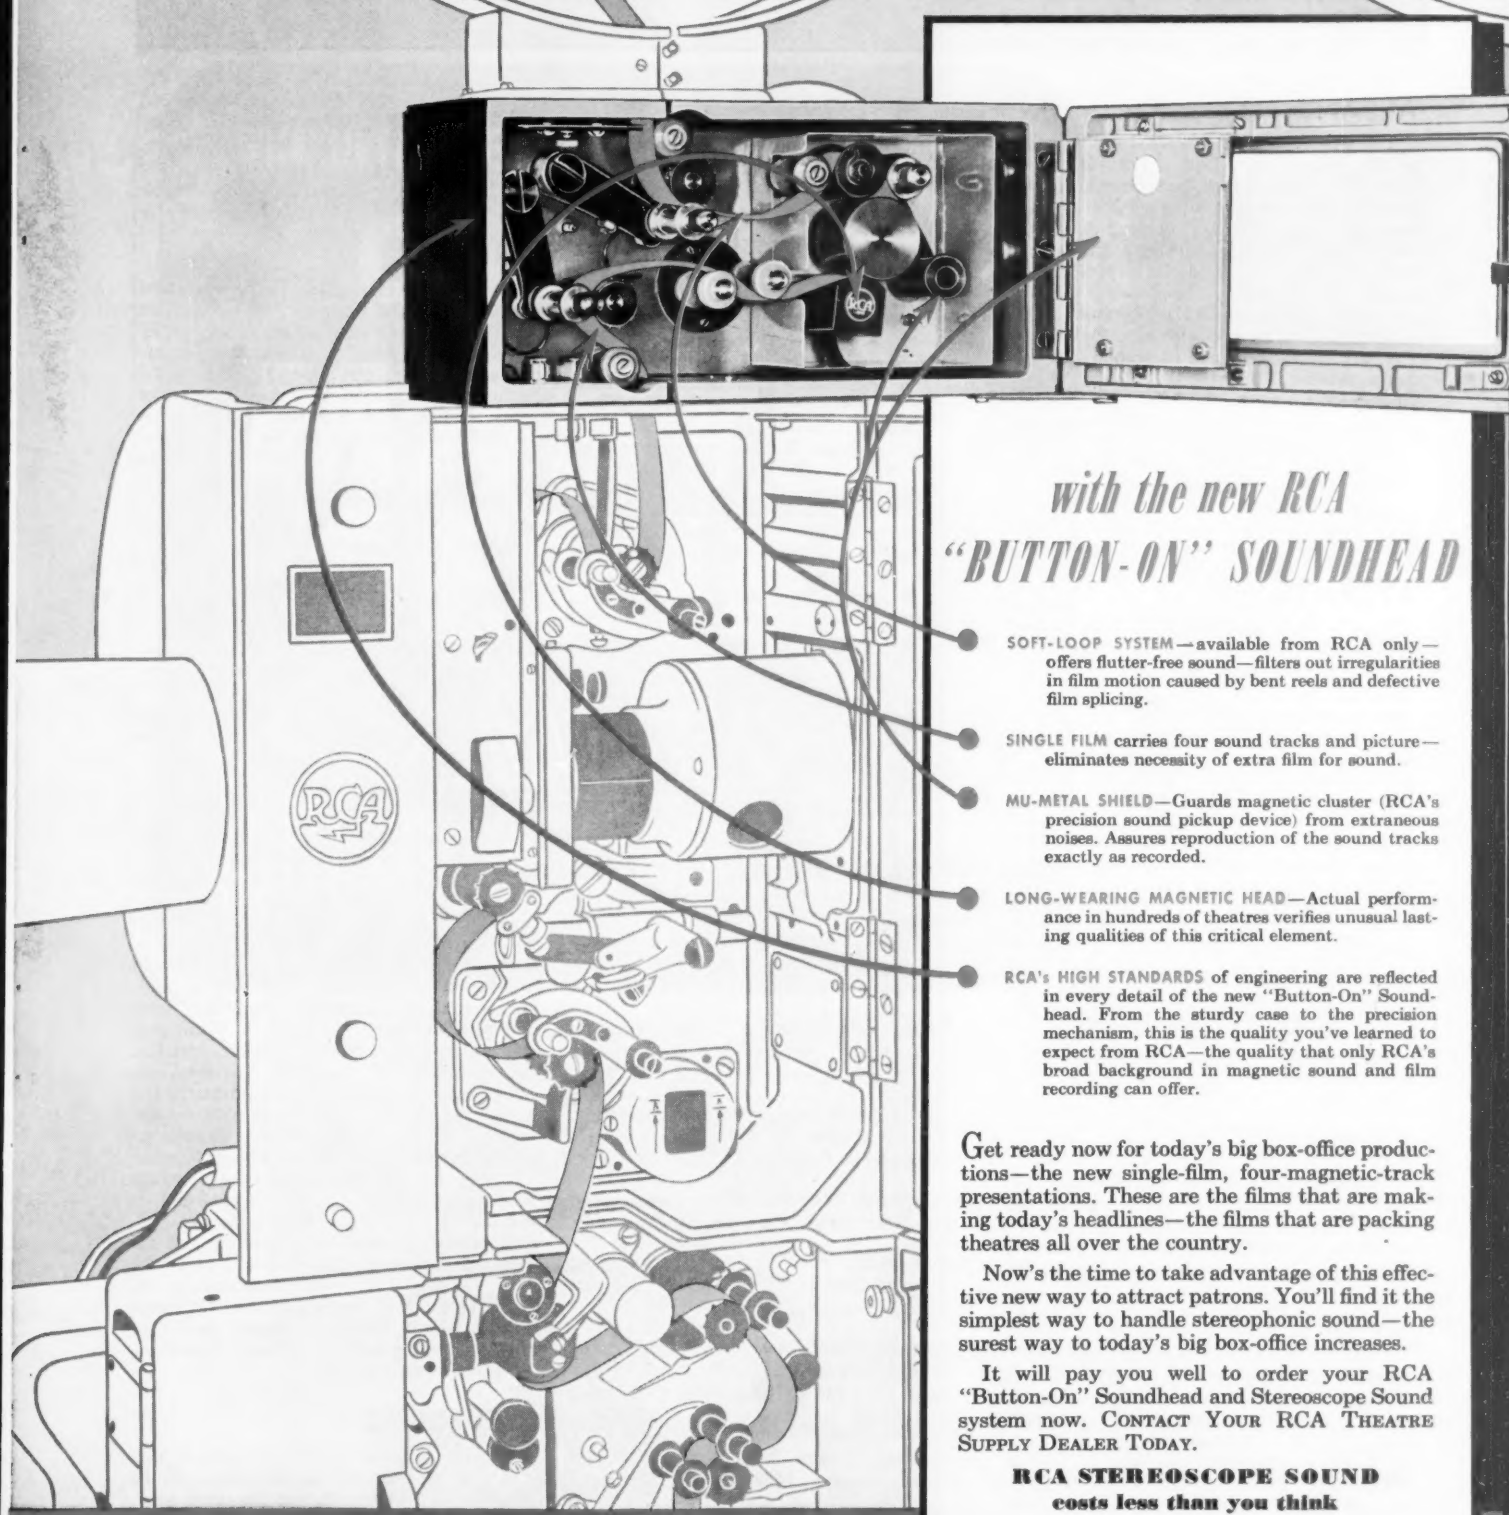 RCA
RCA
with the new RCA
“BUTTON-ON” SOUNDHEAD
SOFT-LOOP SYSTEM—available from RCA only—
offers flutter-free sound—filters out irregularities
in film motion caused by bent reels and defective
film splicing.
SINGLE FILM carries four sound tracks and picture—
eliminates necessity of extra film for sound.
MU-METAL SHIELD—Guards magnetic cluster (RCA's
precision sound pickup device) from extraneous
noises. Assures reproduction of the sound tracks
exactly as recorded.
LONG-WEARING MAGNETIC HEAD—Actual perform-
ance in hundreds of theatres verifies unusual last-
ing qualities of this critical element.
RCA's HIGH STANDARDS of engineering are reflected
in every detail of the new “Button-On” Sound-
head. From the sturdy case to the precision
mechanism, this is the quality you've learned to
expect from RCA—the quality that only RCA's
broad background in magnetic sound and film
recording can offer.
Get ready now for today's big box-office produc-
tions—the new single-film, four-magnetic-track
presentations. These are the films that are mak-
ing today's headlines—the films that are packing
theatres all over the country.
Now's the time to take advantage of this effec-
tive new way to attract patrons. You'll find it the
simplest way to handle stereophonic sound—the
surest way to today's big box-office increases.
It will pay you well to order your RCA
“Button-On” Soundhead and Stereoscope Sound
system now. CONTACT YOUR RCA THEATRE
SUPPLY DEALER TODAY.
RCA STEREOSCOPE SOUND
costs less than you think